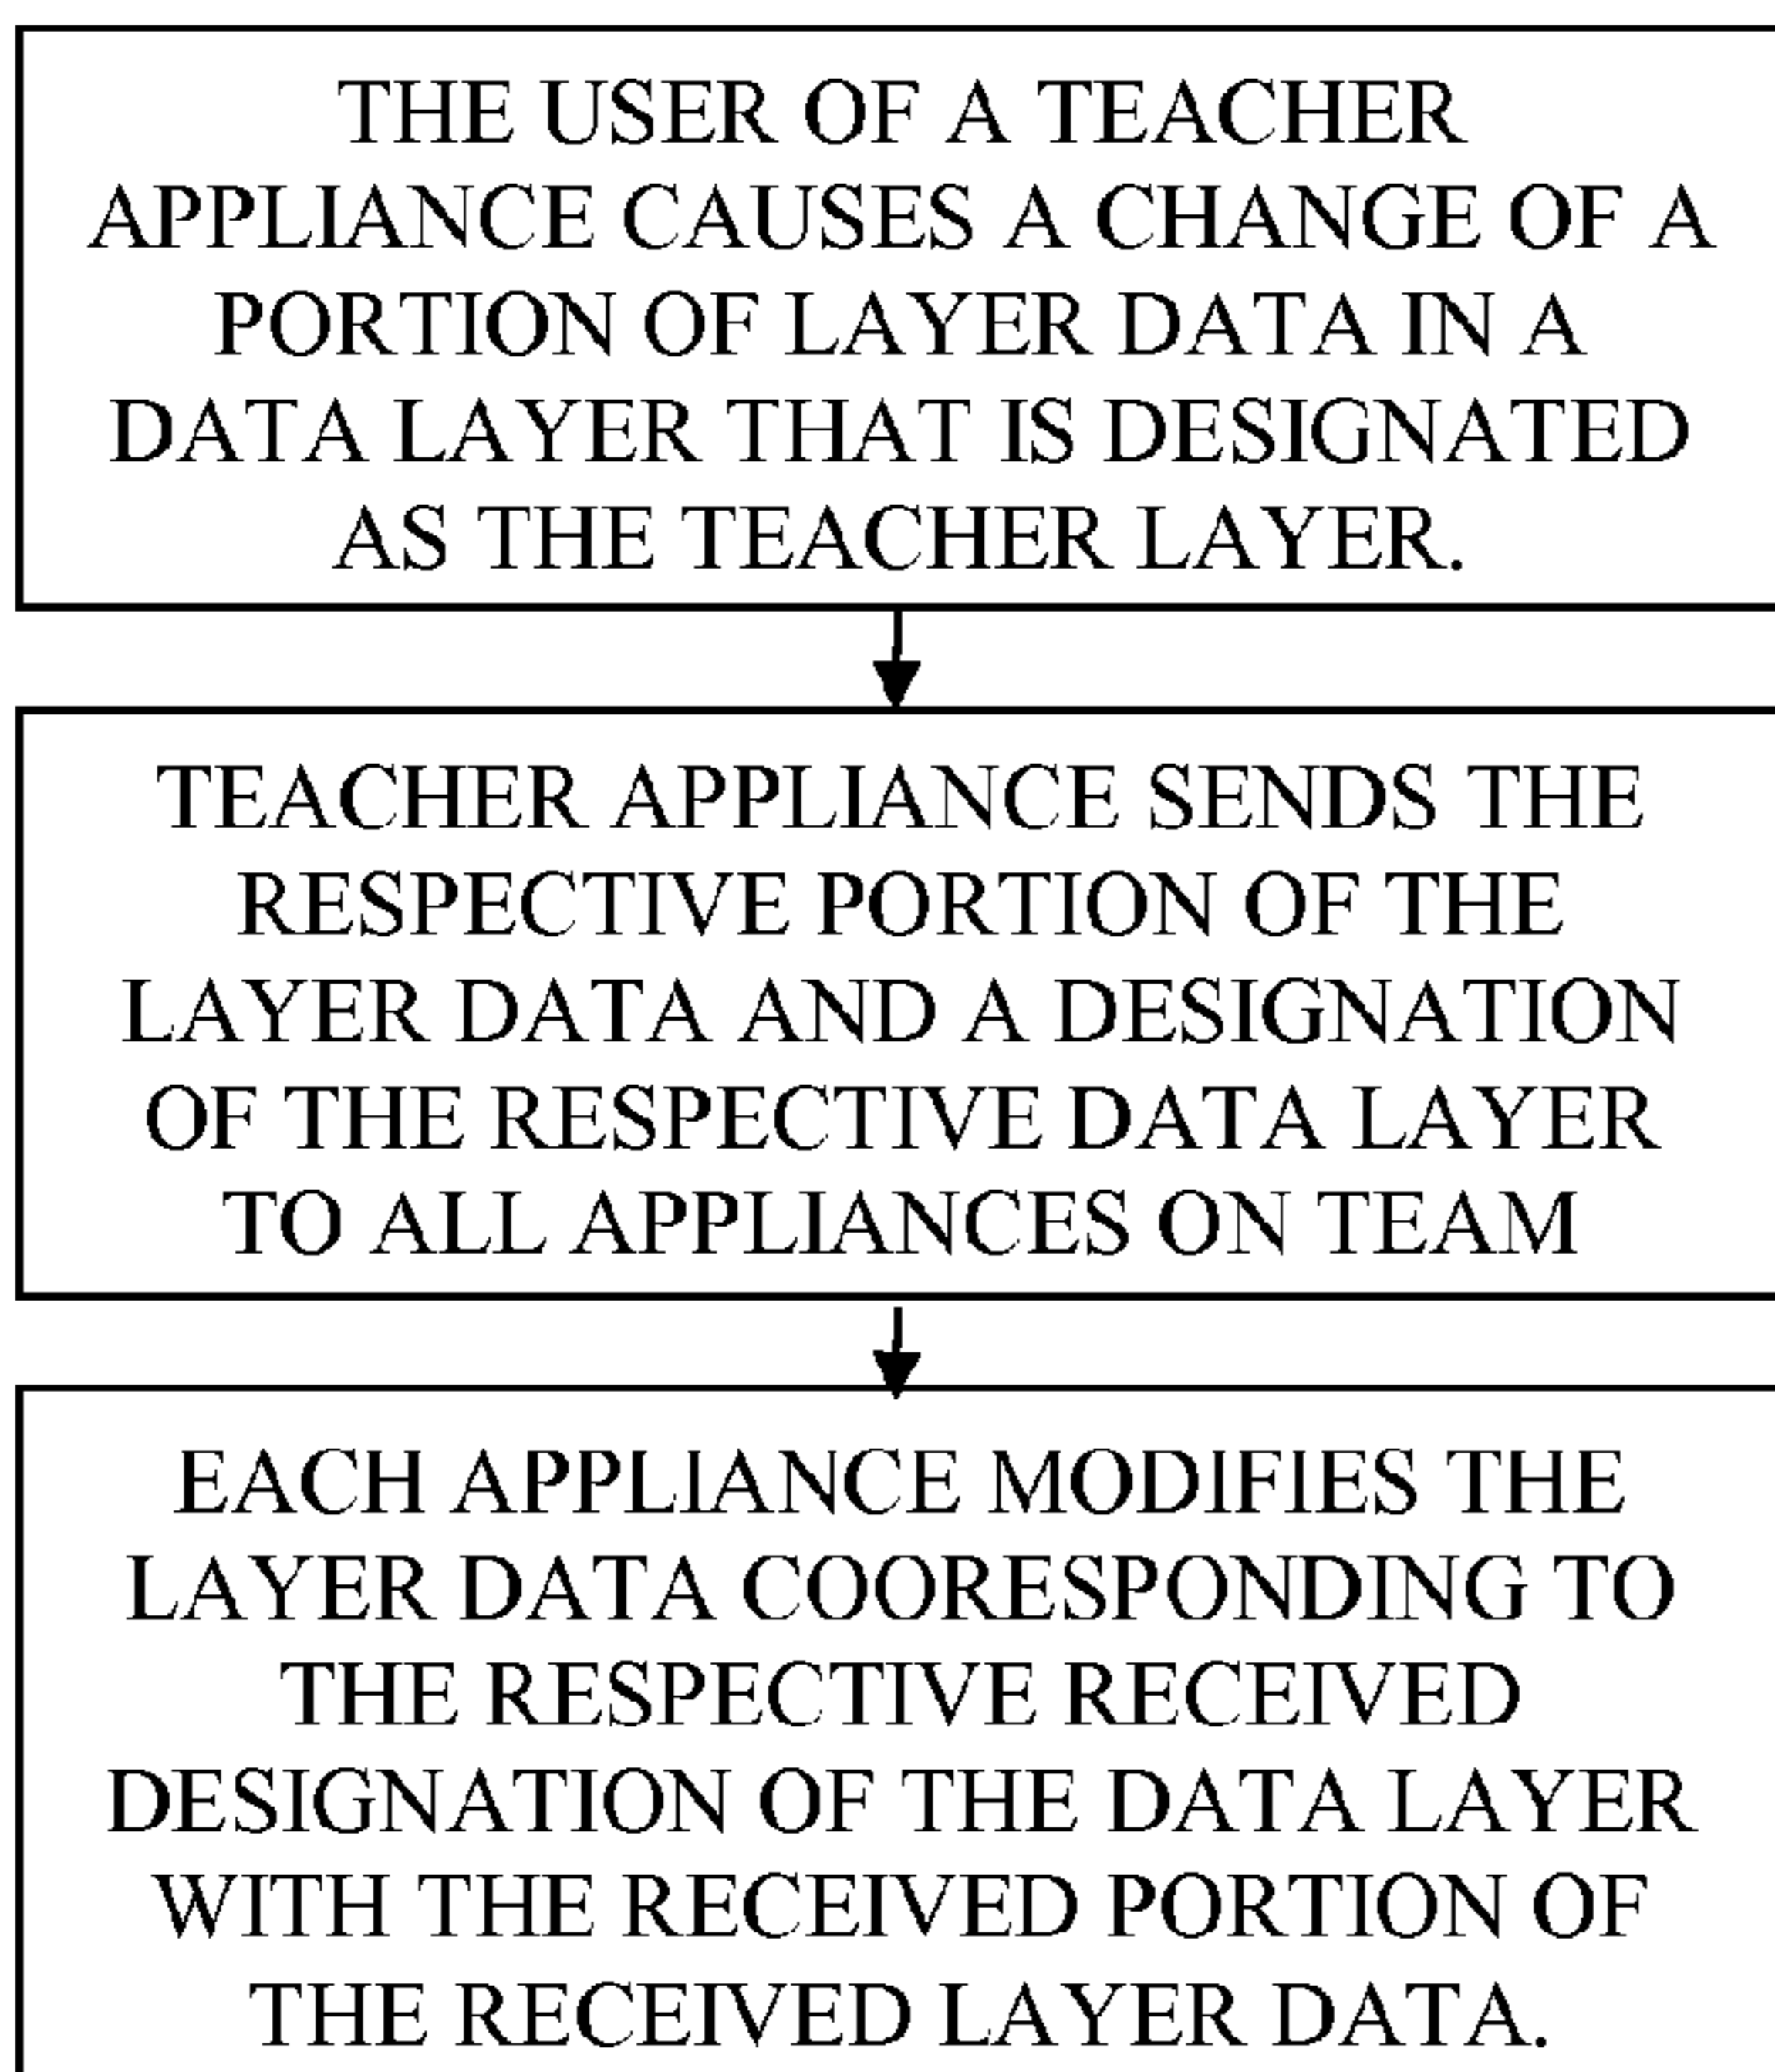 THE USER OF A TEACHER
APPLIANCE CAUSES A CHANGE OF A
PORTION OF LAYER DATA IN A
DATA LAYER THAT IS DESIGNATED
AS THE TEACHER LAYER.
TEACHER APPLIANCE SENDS THE
RESPECTIVE PORTION OF THE
LAYER DATA AND A DESIGNATION
OF THE RESPECTIVE DATA LAYER
TO ALL APPLIANCES ON TEAM
EACH APPLIANCE MODIFIES THE
LAYER DATA COORESPONDING TO
THE RESPECTIVE RECEIVED
DESIGNATION OF THE DATA LAYER
WITH THE RECEIVED PORTION OF
THE RECEIVED LAYER DATA.